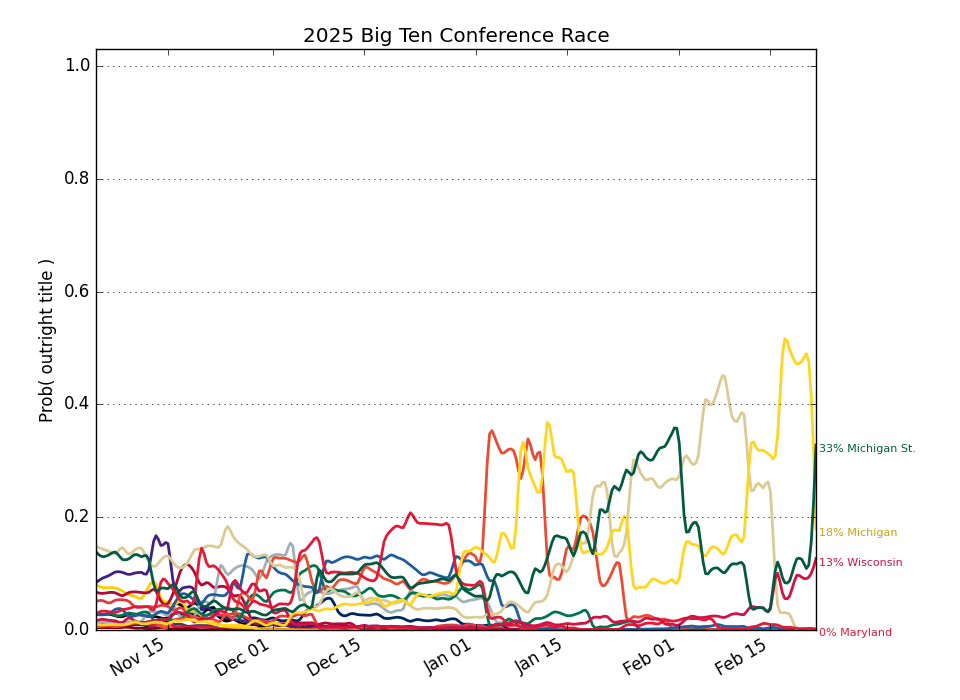 2025 Big Ten Conference Race
Prob( outright title )
1.0
0.8
0.6
0.4
0.2
0.0
33% Michigan St.
18% Michigan
13% Wisconsin
0% Maryland
Nov 15
Dec 01
Dec 15
Jan 01
Jan 15
Feb 01
Feb 15